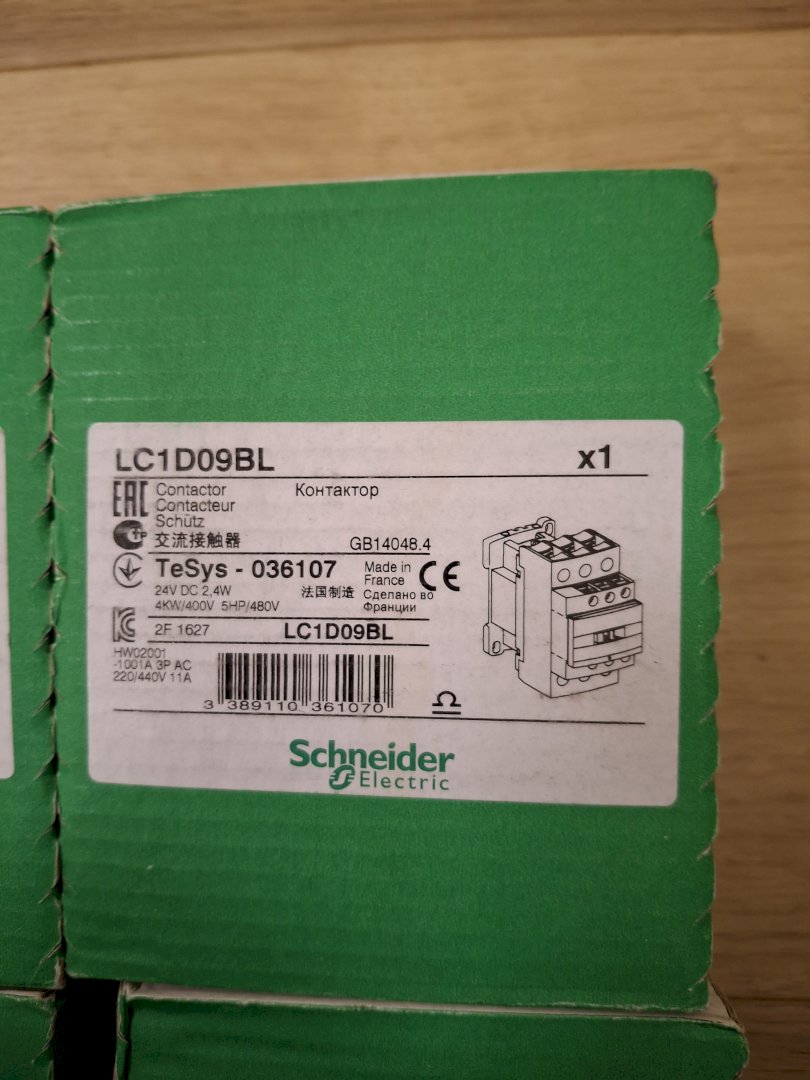 LC1D09BL x1
EAC
Contactor Контактор
Contacteur
Schütz
交流接触器 GB14048.4
TeSys - 036107
24V DC 2,4W 法国制造
4KW/400V 5HP/480V
Made in
France
Сделано во
Франции
CE
2F 1627 LC1D09BL
HW02001
-1001A 3P AC
220/440V 11A
3 389110 361070
Schneider
Electric